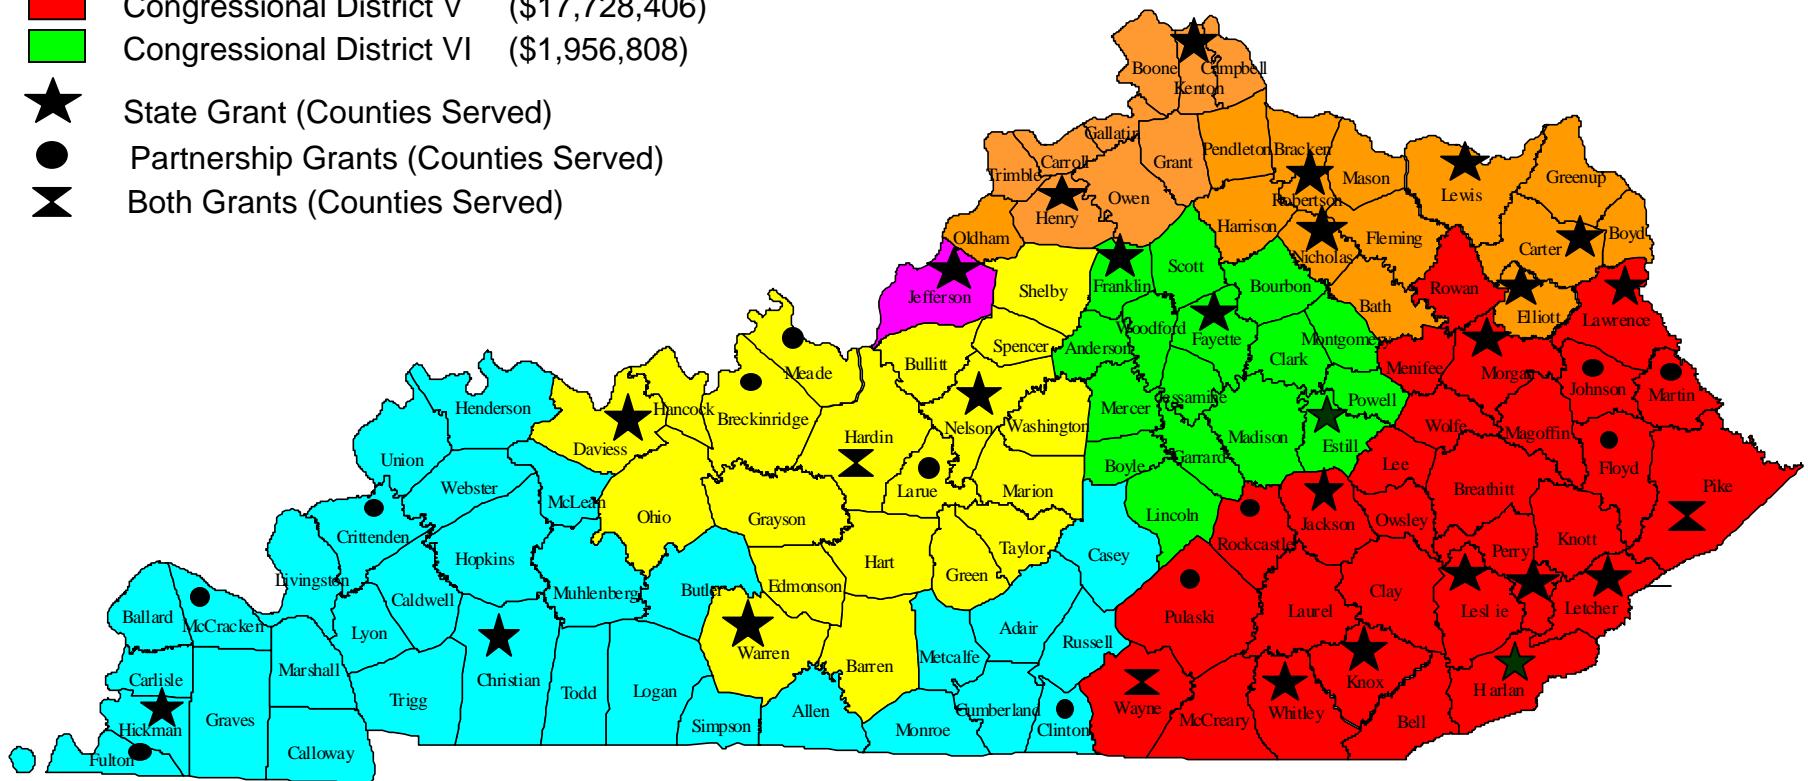 Congressional District V ($17,728,406)
Congressional District VI ($1,956,808)
State Grant (Counties Served)
Partnership Grants (Counties Served)
Both Grants (Counties Served)
Boone
Campbell
Kenton
Gallatin
Carroll
Trimble
Grant
Owen
Henry
Pendleton
Bracken
Mason
Robertson
Lewis
Greenup
Oldham
Harrison
Nicholas
Fleming
Carter
Boyd
Jefferson
Shelby
Franklin
Scott
Bourbon
Bath
Rowan
Elliott
Lawrence
Woodford
Fayette
Montgomery
Anderson
Spencer
Bullitt
Clark
Menifee
Morgan
Johnson
Martin
Meade
Breckinridge
Hancock
Henderson
Daviess
Hardin
Nelson
Washington
Mercer
Jessamine
Madison
Powell
Estill
Wolfe
Magoffin
Floyd
Union
Webster
McLean
Ohio
Grayson
Larue
Marion
Boyle
Garrard
Lincoln
Lee
Breathitt
Pike
Crittenden
Hopkins
Hart
Green
Taylor
Casey
Rockcastle
Jackson
Owsley
Perry
Knott
Livingston
Caldwell
Muhlenberg
Butler
Edmonson
Ballard
McCracken
Lyon
Warren
Barren
Adair
Metcalfe
Russell
Pulaski
Laurel
Clay
Leslie
Letcher
Carlisle
Marshall
Trigg
Christian
Todd
Logan
Simpson
Allen
Monroe
Cumberland
Clinton
Wayne
McCreary
Whitley
Knox
Bell
Harlan
Hickman
Graves
Fulton
Calloway